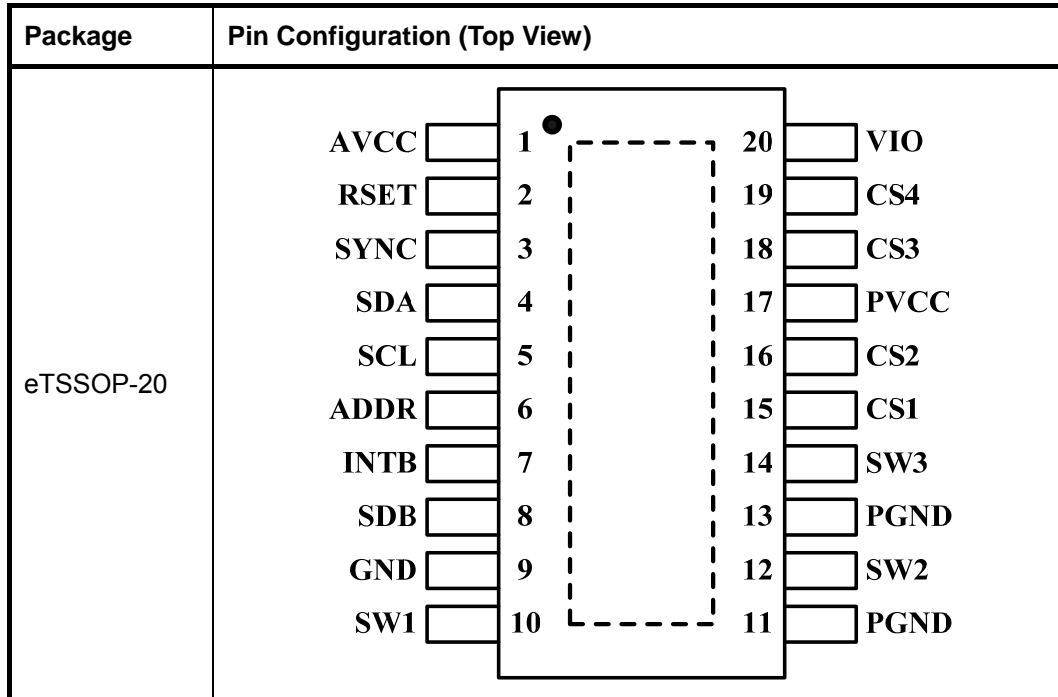 Package Pin Configuration (Top View)
eTSSOP-20
AVCC 1 20 VIO
RSET 2 19 CS4
SYNC 3 18 CS3
SDA 4 17 PVCC
SCL 5 16 CS2
ADDR 6 15 CS1
INTB 7 14 SW3
SDB 8 13 PGND
GND 9 12 SW2
SW1 10 11 PGND